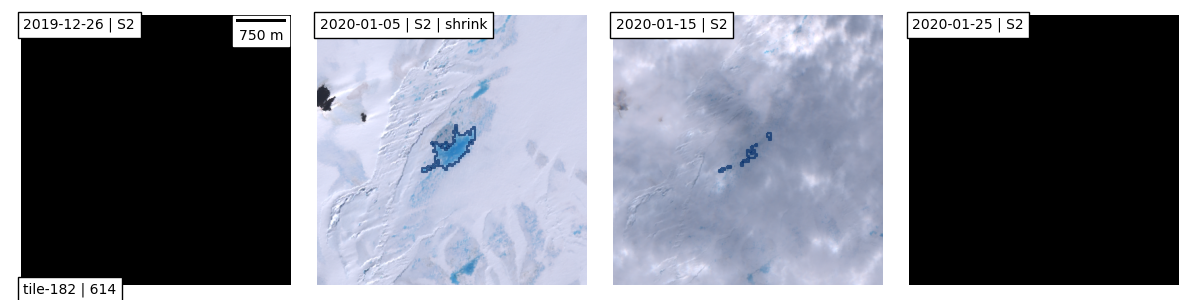 2019-12-26 | S2
750 m
2020-01-05 | S2 | shrink
2020-01-15 | S2
2020-01-25 | S2
tile-182 | 614